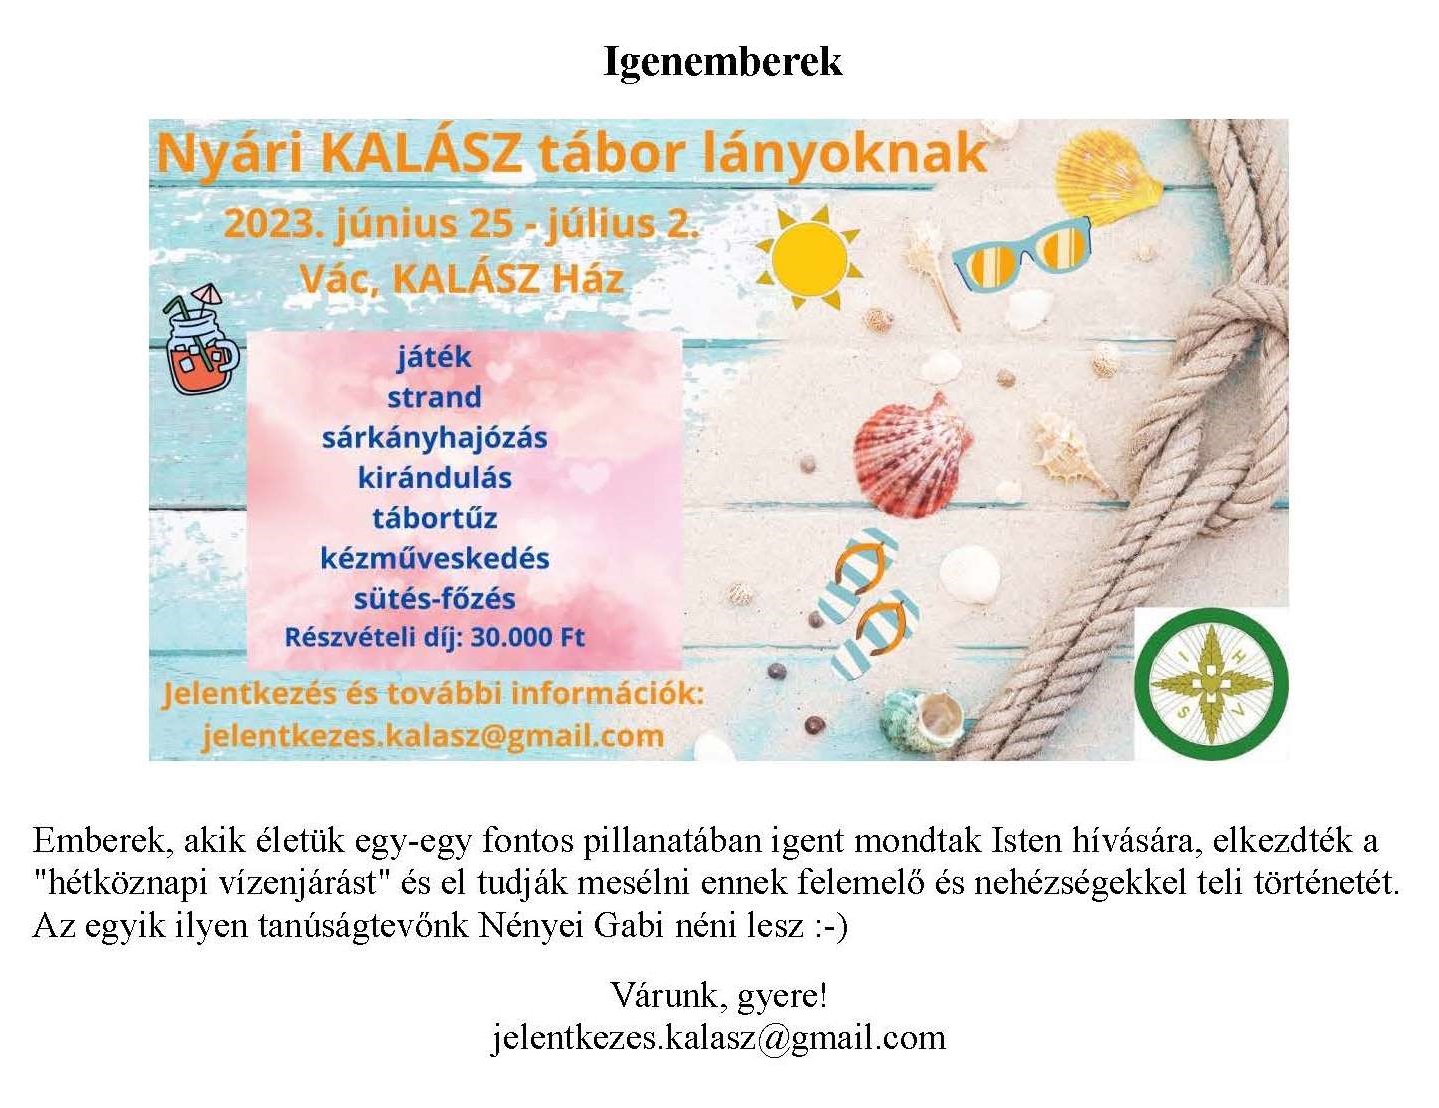 Igenemberek
Nyári KALÁSZ tábor lányoknak
2023. június 25 - július 2.
Vác, KALÁSZ Ház
játék
strand
sárkányhajózás
kirándulás
tábortűz
kézműveskedés
sütés-főzés
Részvételi díj: 30.000 Ft
Jelentkezés és további információk:
jelentkezes.kalasz@gmail.com
I H
S V
Emberek, akik életük egy-egy fontos pillanatában igent mondtak Isten hívására, elkezdték a
"hétköznapi vízenjárást" és el tudják mesélni ennek felemelő és nehézségekkel teli történetét.
Az egyik ilyen tanúságtevőnk Nényei Gabi néni lesz :-)
Várunk, gyere!
jelentkezes.kalasz@gmail.com